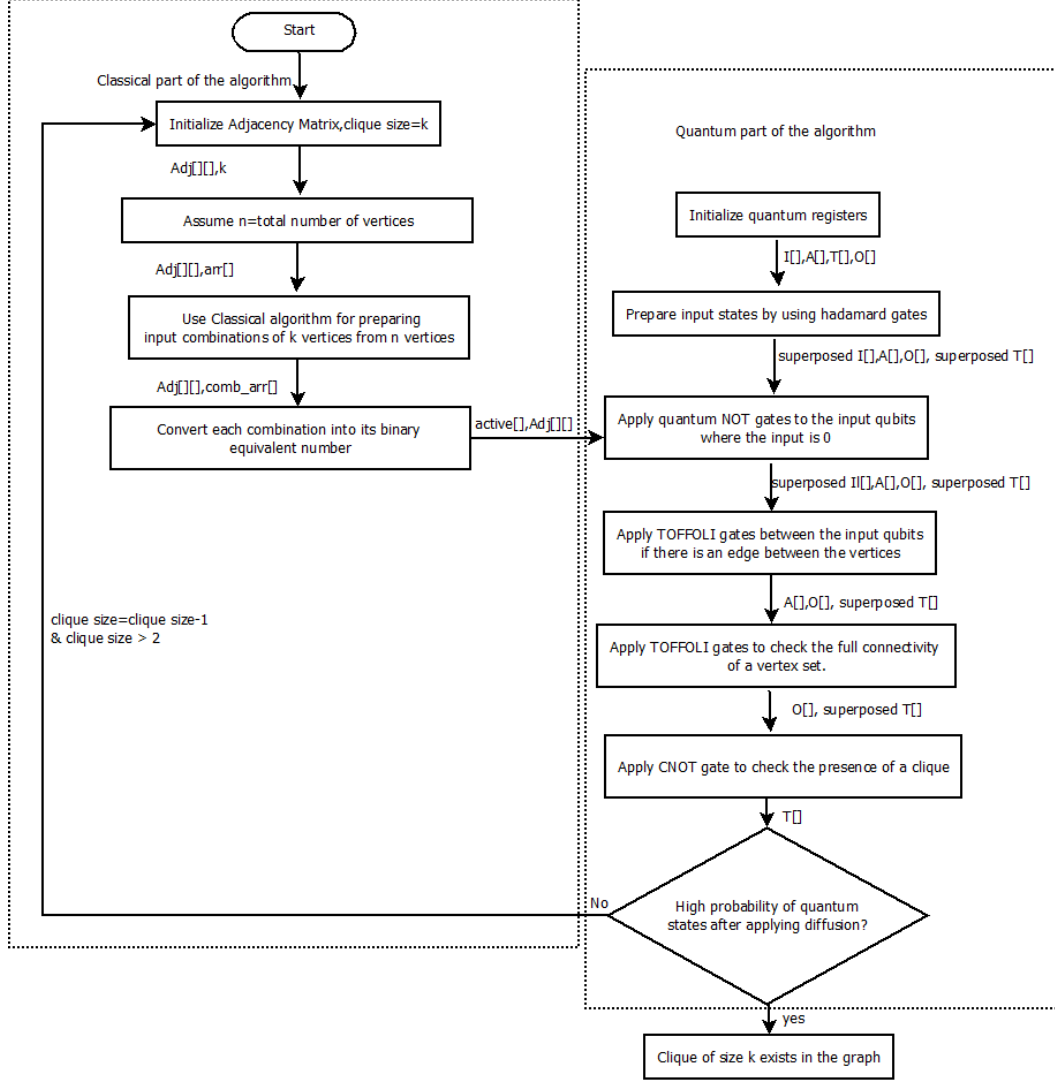 Start
Classical part of the algorithm
Initialize Adjacency Matrix,clique size=k
Adj[][],k
Assume n=total number of vertices
Adj[][],arr[]
Use Classical algorithm for preparing
input combinations of k vertices from n vertices
Adj[][],comb_arr[]
Convert each combination into its binary
equivalent number
active[],Adj[][]
clique size=clique size-1
& clique size > 2
Quantum part of the algorithm
Initialize quantum registers
I[],A[],T[],O[]
Prepare input states by using hadamard gates
superposed I[],A[],O[], superposed T[]
Apply quantum NOT gates to the input qubits
where the input is 0
superposed Il[],A[],O[], superposed T[]
Apply TOFFOLI gates between the input qubits
if there is an edge between the vertices
A[],O[], superposed T[]
Apply TOFFOLI gates to check the full connectivity
of a vertex set.
O[], superposed T[]
Apply CNOT gate to check the presence of a clique
T[]
High probability of quantum
states after applying diffusion?
No
yes
Clique of size k exists in the graph